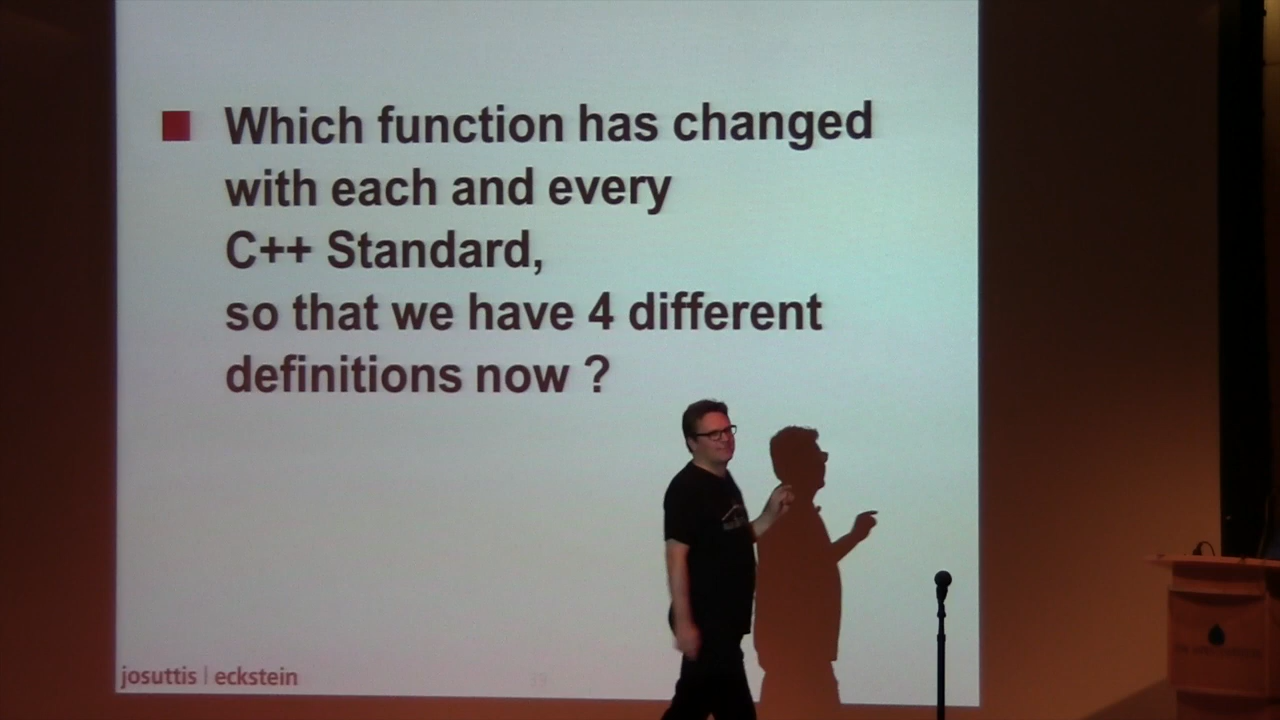 Which function has changed
with each and every
C++ Standard,
so that we have 4 different
definitions now ?
josuttis | eckstein